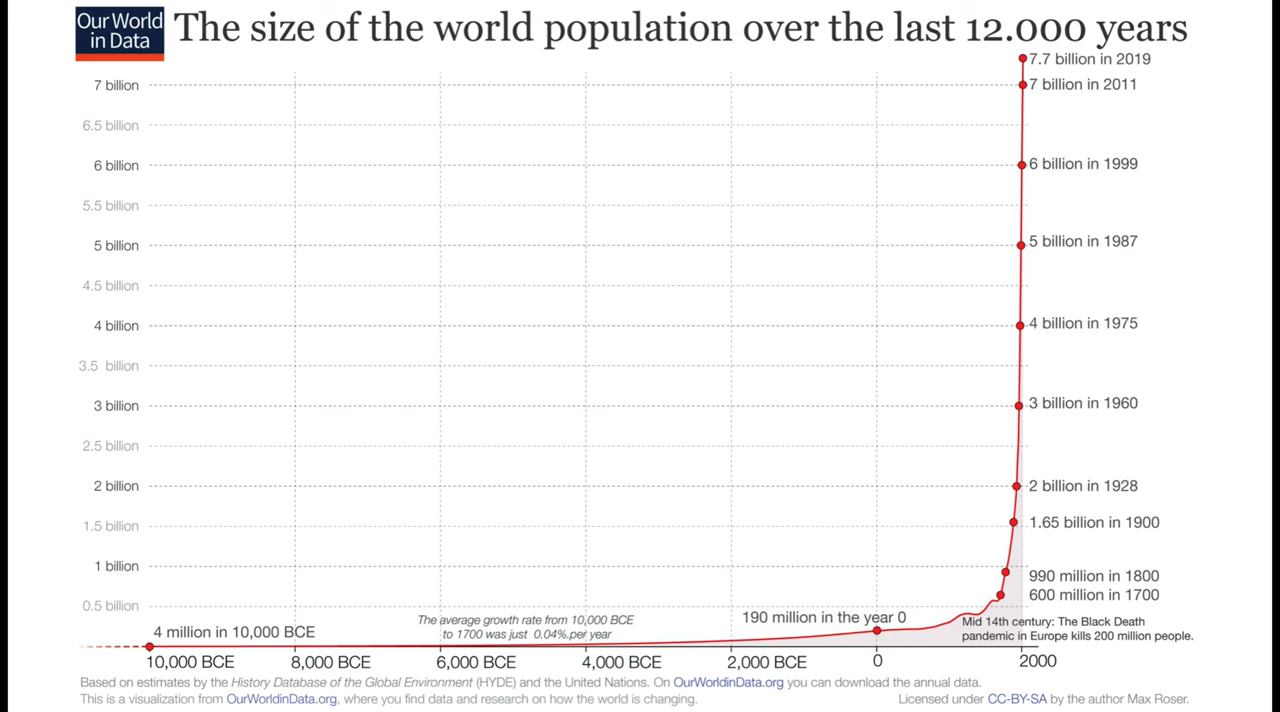 Our World
in Data
The size of the world population over the last 12.000 years
7.7 billion in 2019
7 billion
7 billion in 2011
6.5 billion
6 billion
6 billion in 1999
5.5 billion
5 billion
5 billion in 1987
4.5 billion
4 billion
4 billion in 1975
3.5 billion
3 billion
3 billion in 1960
2.5 billion
2 billion
2 billion in 1928
1.5 billion
1.65 billion in 1900
1 billion
990 million in 1800
0.5 billion
600 million in 1700
4 million in 10,000 BCE
The average growth rate from 10,000 BCE
to 1700 was just 0.04%.per year
190 million in the year 0
Mid 14th century: The Black Death
pandemic in Europe kills 200 million people.
10,000 BCE
8,000 BCE
6,000 BCE
4,000 BCE
2,000 BCE
0
2000
Based on estimates by the History Database of the Global Environment (HYDE) and the United Nations. On OurWorldinData.org you can download the annual data.
This is a visualization from OurWorldinData.org, where you find data and research on how the world is changing.
Licensed under CC-BY-SA by the author Max Roser.